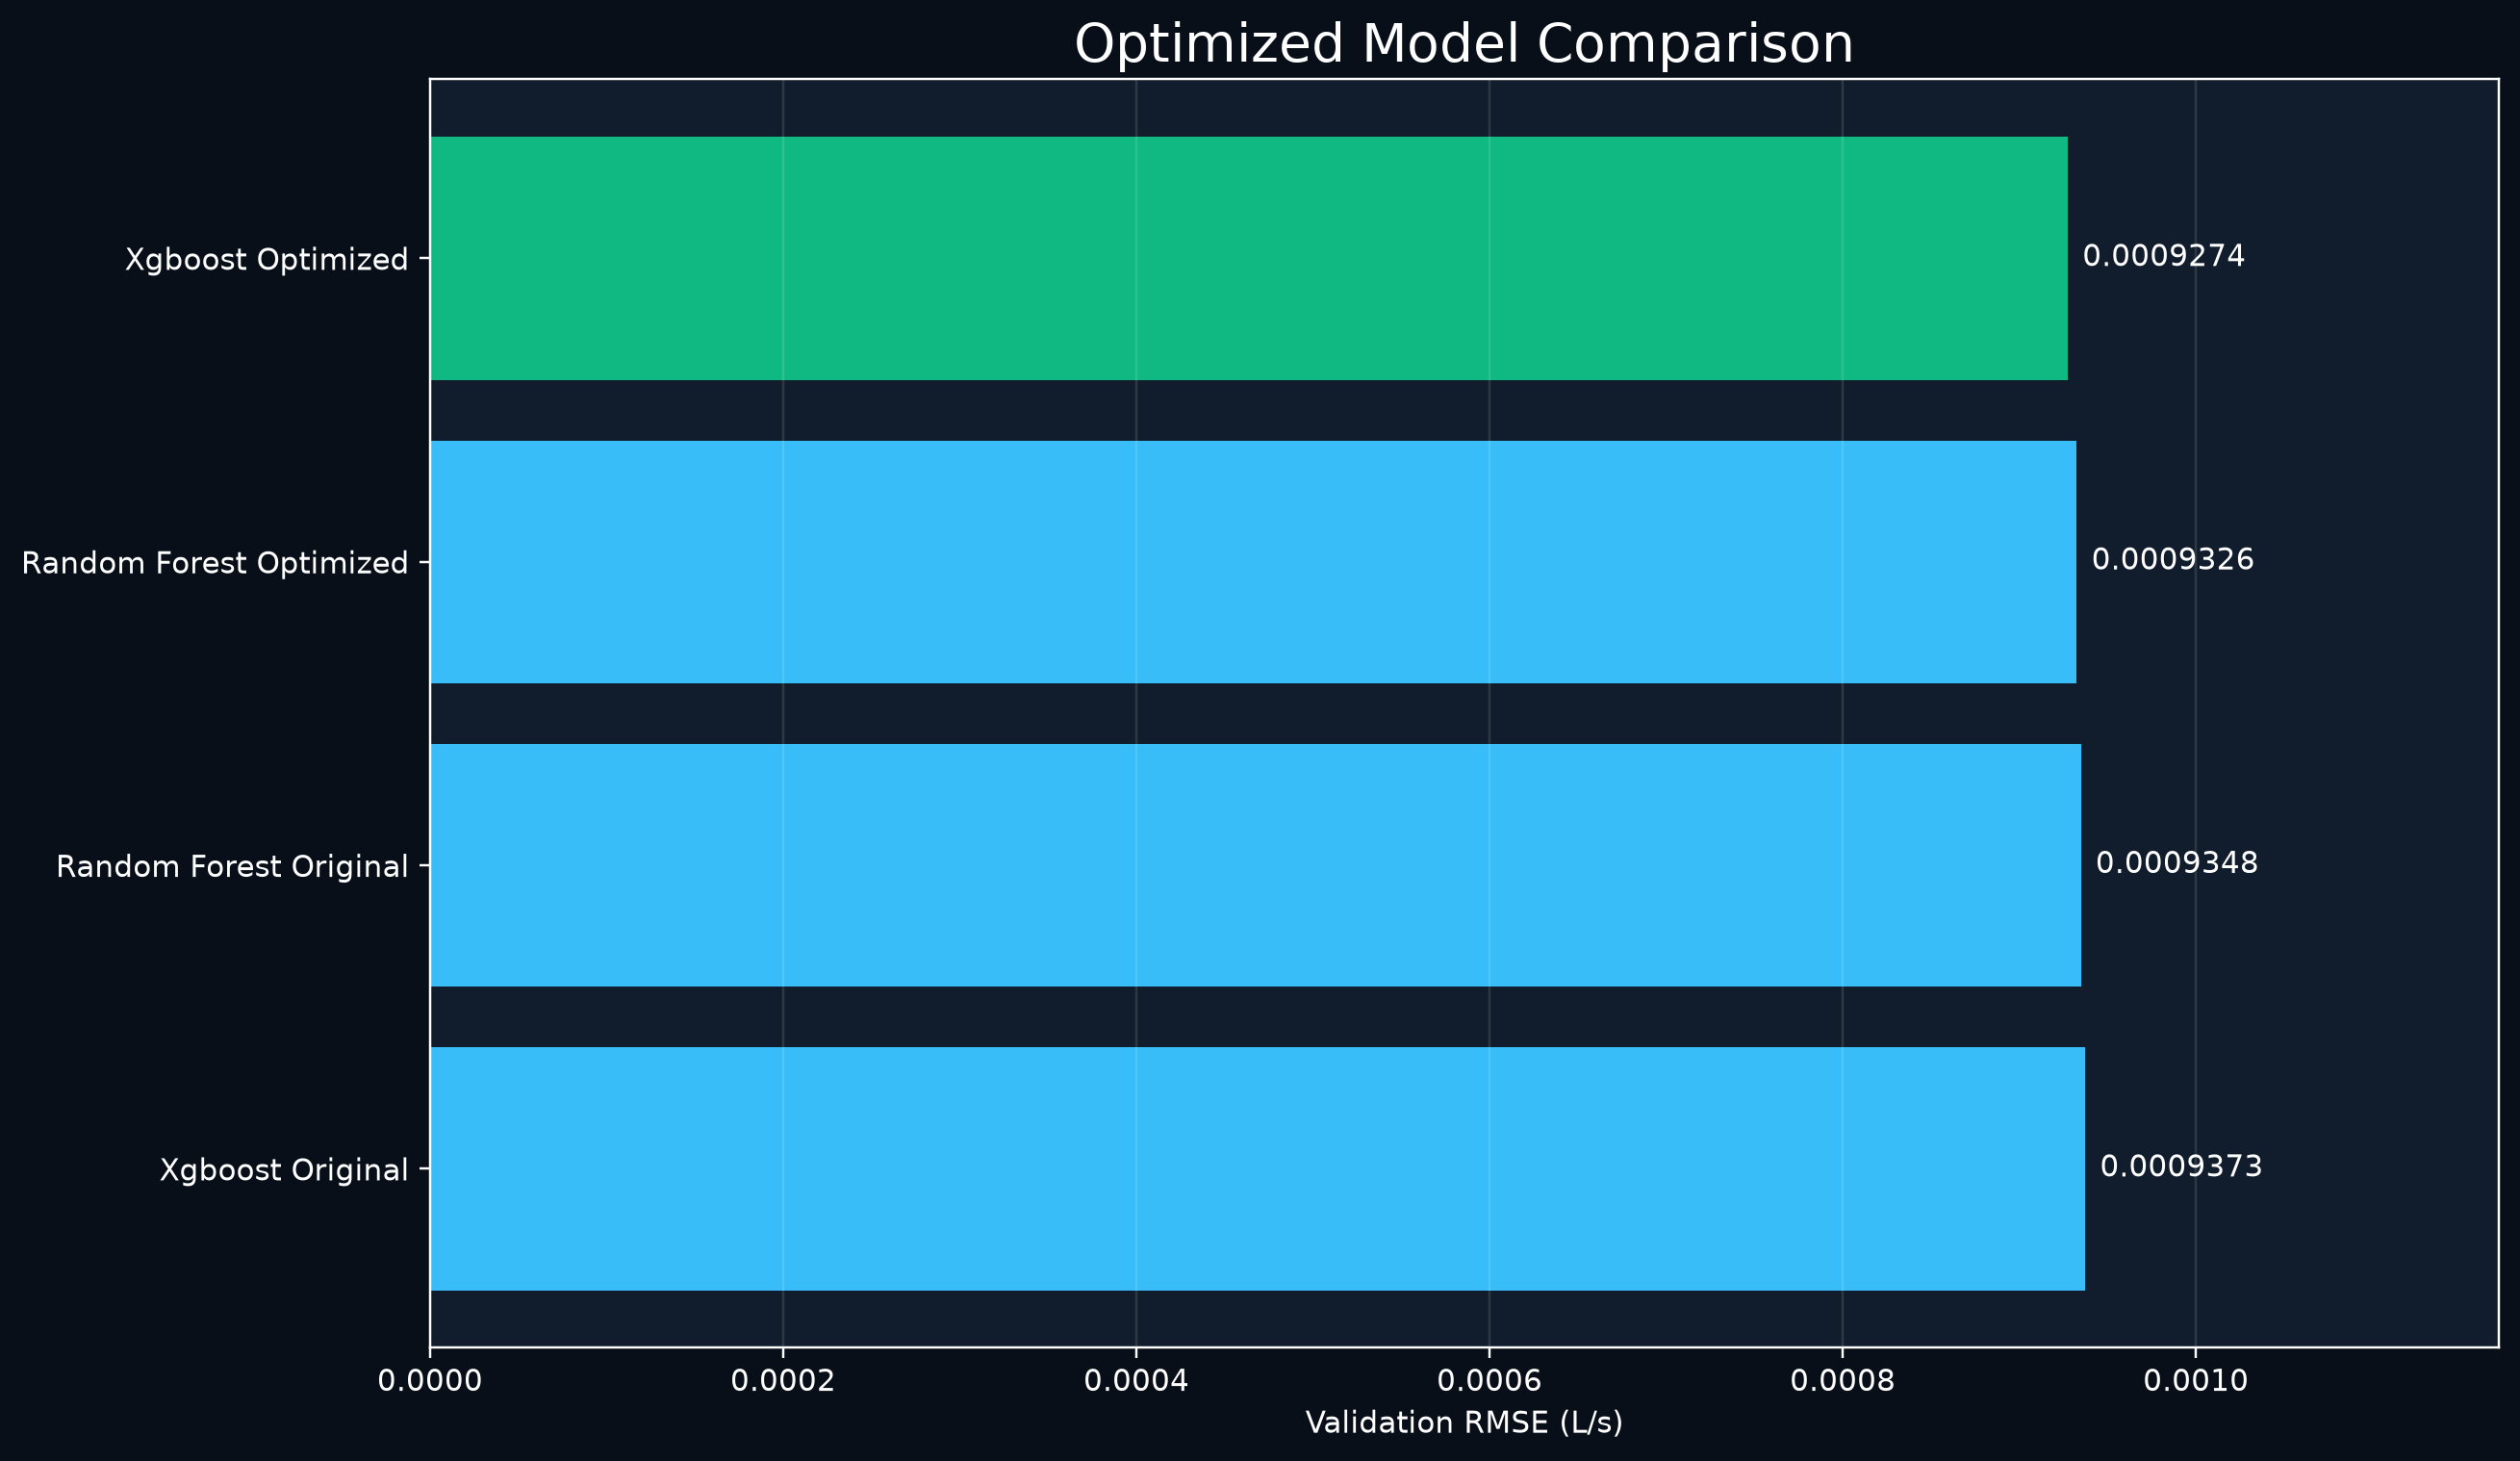 Optimized Model Comparison
Xgboost Optimized
0.0009274
Random Forest Optimized
0.0009326
Random Forest Original
0.0009348
Xgboost Original
0.0009373
0.0000 0.0002 0.0004 0.0006 0.0008 0.0010
Validation RMSE (L/s)